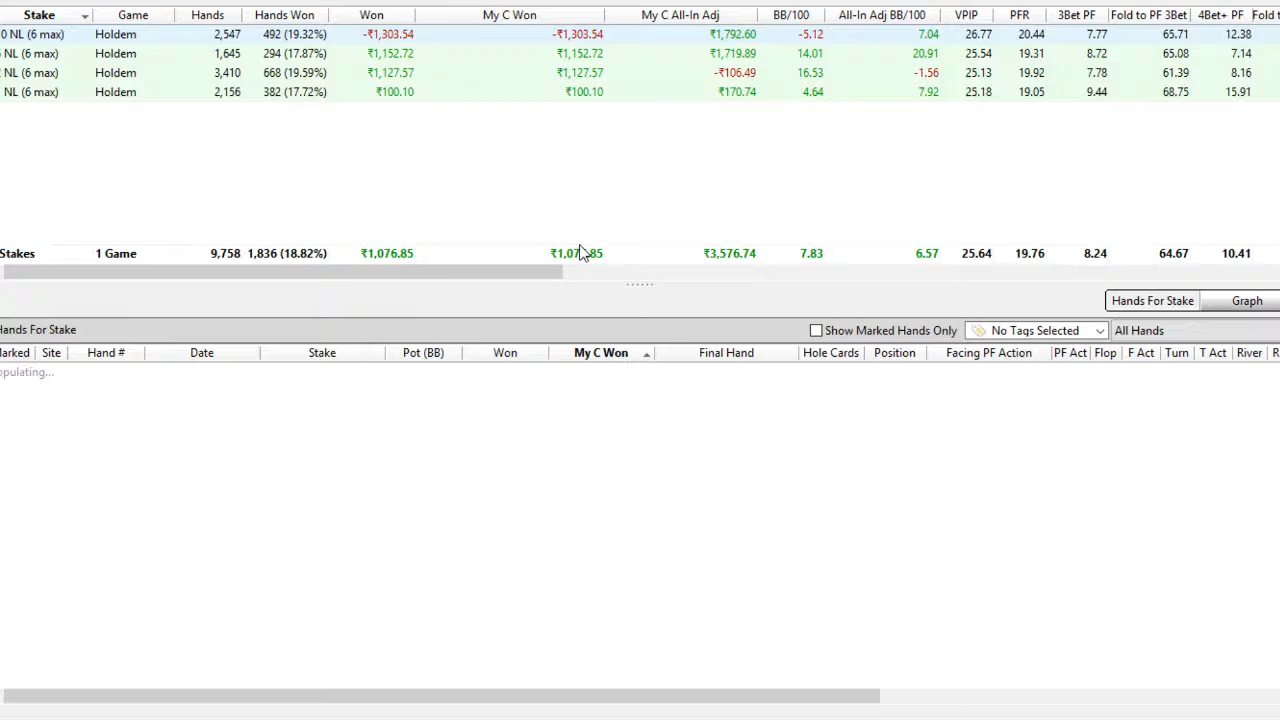 Stake Game Hands Hands Won Won My C Won My C All-In Adj BB/100 All-In Adj BB/100 VPIP PFR 3Bet PF Fold to PF 3Bet 4Bet+ PF Fold to
0 NL (6 max) Holdem 2,547 492 (19.32%) -₹1,303.54 -₹1,303.54 ₹1,792.60 -5.12 7.04 26.77 20.44 7.77 65.71 12.38
NL (6 max) Holdem 1,645 294 (17.87%) ₹1,152.72 ₹1,152.72 ₹1,719.89 14.01 20.91 25.54 19.31 8.72 65.08 7.14
NL (6 max) Holdem 3,410 668 (19.59%) ₹1,127.57 ₹1,127.57 -₹106.49 16.53 -1.56 25.13 19.92 7.78 61.39 8.16
NL (6 max) Holdem 2,156 382 (17.72%) ₹100.10 ₹100.10 ₹170.74 4.64 7.92 25.18 19.05 9.44 68.75 15.91
Stakes 1 Game 9,758 1,836 (18.82%) ₹1,076.85 ₹1,076.85 ₹3,576.74 7.83 6.57 25.64 19.76 8.24 64.67 10.41
Hands For Stake Graph
Hands For Stake Show Marked Hands Only No Tags Selected All Hands
Marked Site Hand # Date Stake Pot (BB) Won My C Won Final Hand Hole Cards Position Facing PF Action PF Act Flop F Act Turn T Act River R
opulating...